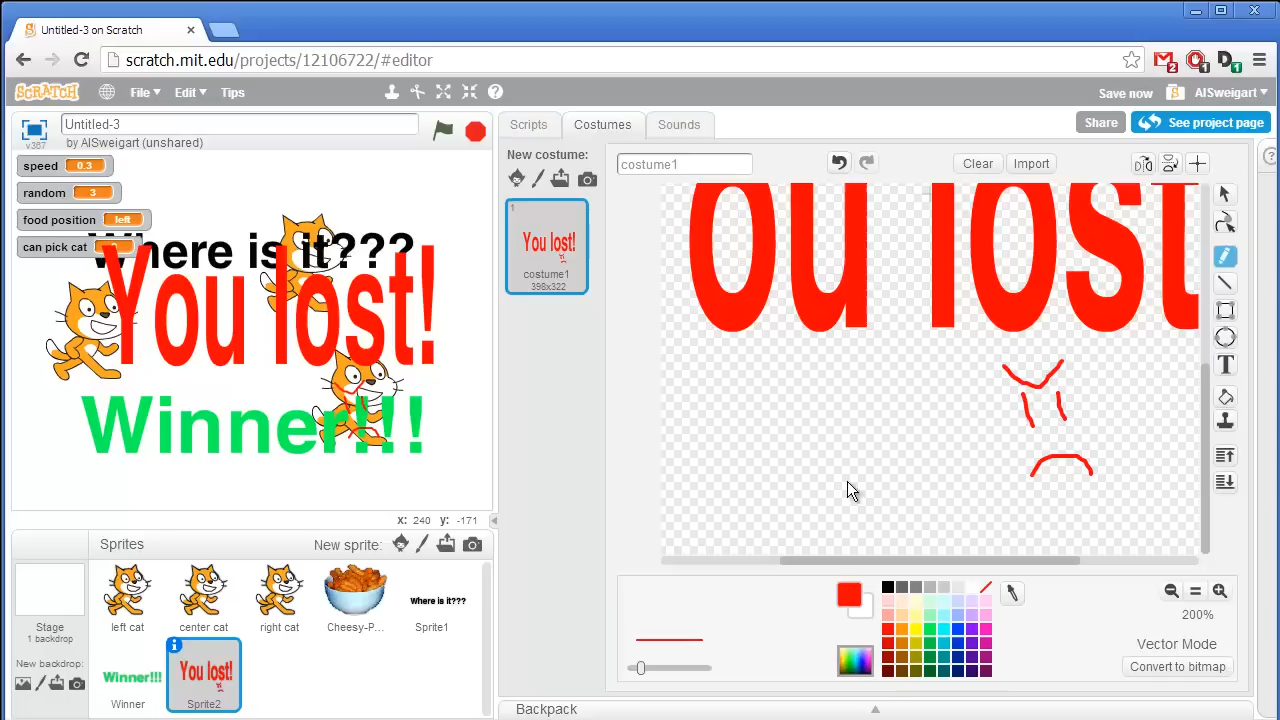 Untitled-3 on Scratch
scratch.mit.edu/projects/12106722/#editor
2 1 1
SCRATCH File Edit Tips Save now AlSweigart
Untitled-3
v387 by AlSweigart (unshared)
Scripts Costumes Sounds Share See project page
speed 0.3
random 3
food position left
can pick cat
Where is it???
You lost!
Winner!!!
New costume:
1
You lost!
costume1
398x322
costume1
Clear Import
ou lost
T
x: 240 y: -171
Sprites New sprite:
Stage
1 backdrop
New backdrop:
left cat
center cat
right cat
Cheesy-P...
Where is it???
Sprite1
Winner!!!
Winner
You lost!
Sprite2
200%
Vector Mode
Convert to bitmap
Backpack